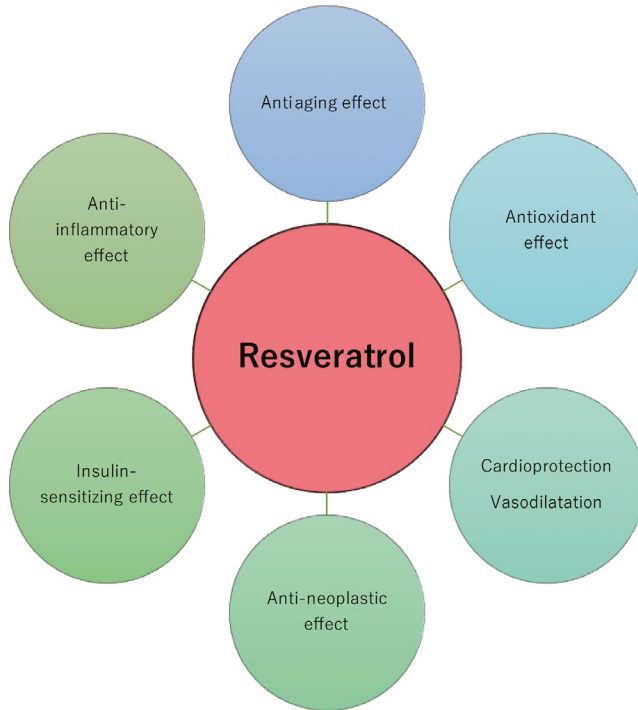 Antiaging effect
Antioxidant
effect
Cardioprotection
Vasodilatation
Anti-neoplastic
effect
Insulin-
sensitizing effect
Anti-
inflammatory
effect
Resveratrol